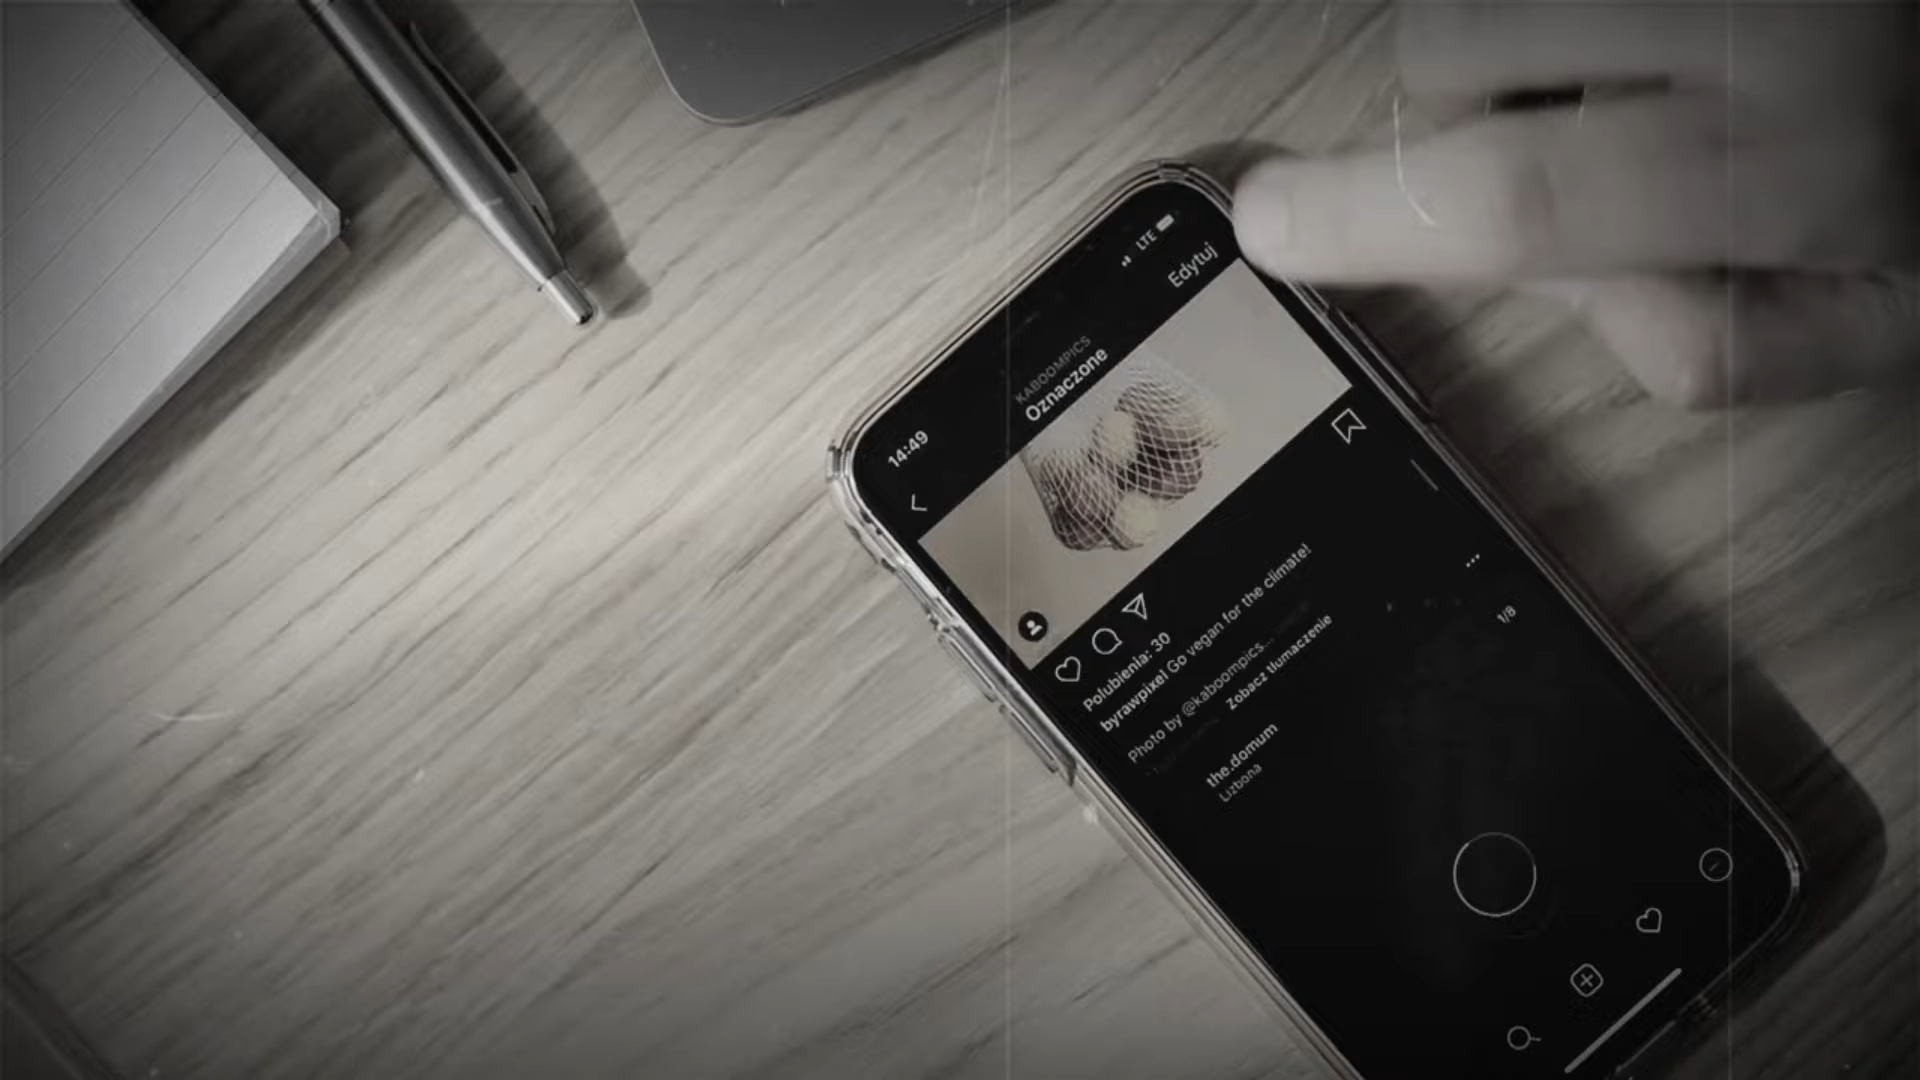 14:49
LTE
KABOOMPICS
Oznaczone
Edytuj
Polubienia: 30
byrawpixel Go vegan for the climate!
Photo by @kaboompics...
Zobacz tłumaczenie
1/8
the.domum
Lizbona